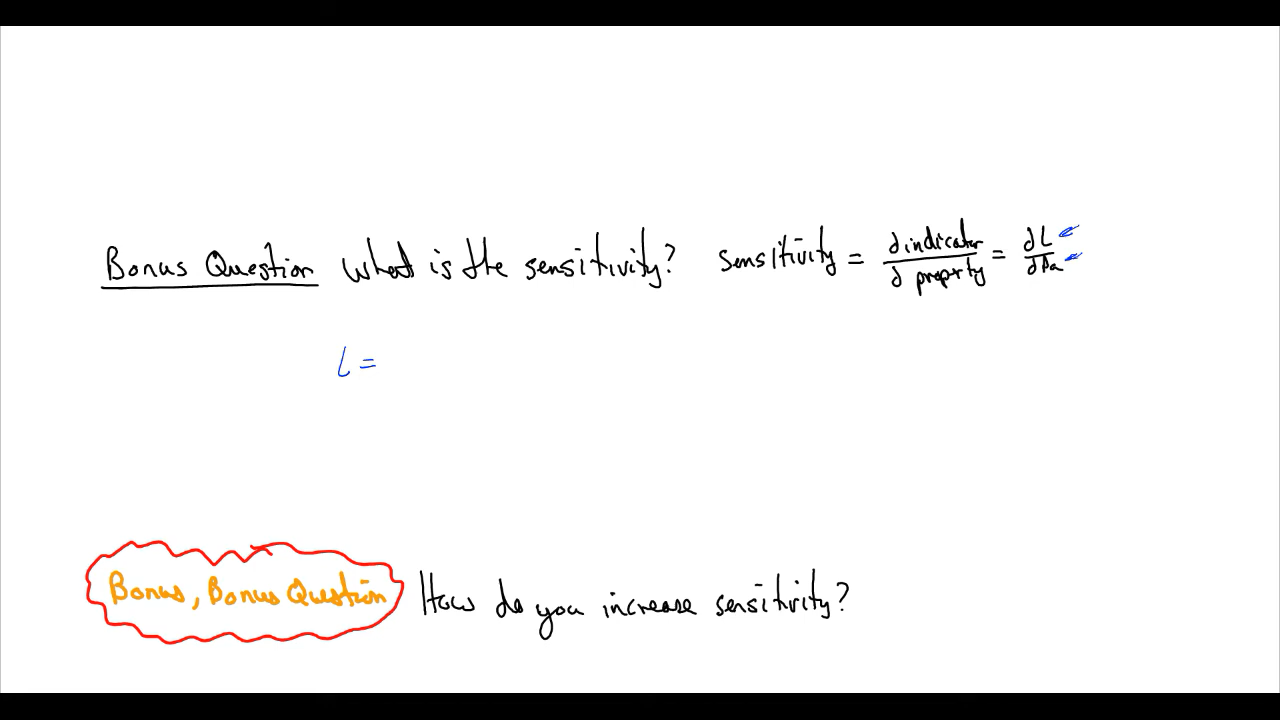 Bonus Question What is the sensitivity? Sensitivity = ∂ indicator / ∂ property = ∂L / ∂Pa
L =
Bonus, Bonus Question How do you increase sensitivity?